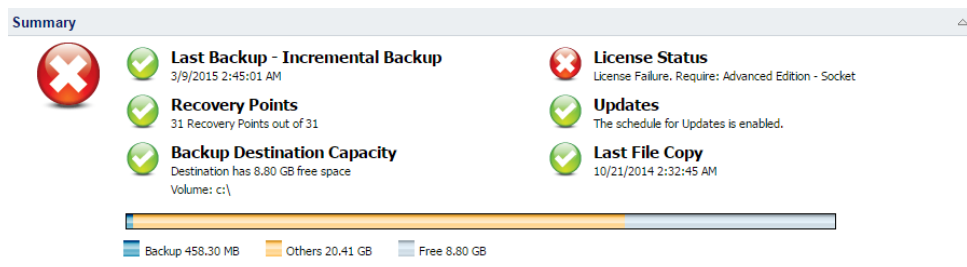 Summary
Last Backup - Incremental Backup
3/9/2015 2:45:01 AM
Recovery Points
31 Recovery Points out of 31
Backup Destination Capacity
Destination has 8.80 GB free space
Volume: c:\
License Status
License Failure. Require: Advanced Edition - Socket
Updates
The schedule for Updates is enabled.
Last File Copy
10/21/2014 2:32:45 AM
Backup 458.30 MB
Others 20.41 GB
Free 8.80 GB